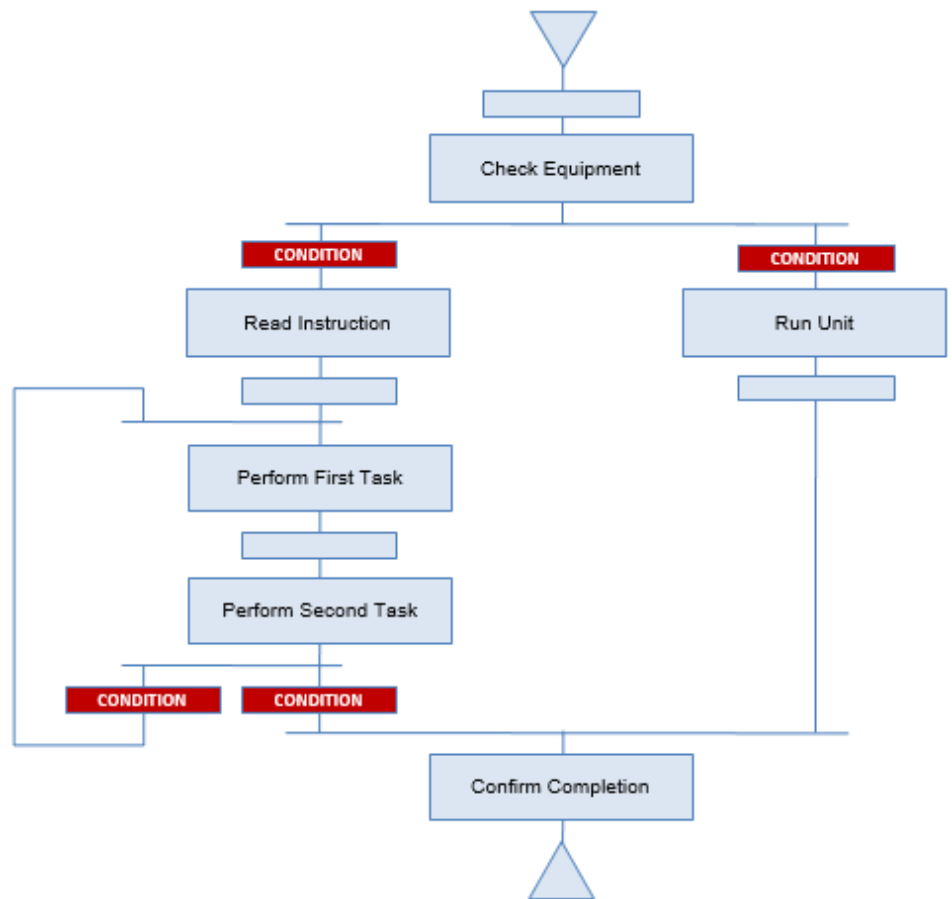 Check Equipment
CONDITION
CONDITION
Read Instruction
Run Unit
Perform First Task
Perform Second Task
CONDITION
CONDITION
Confirm Completion